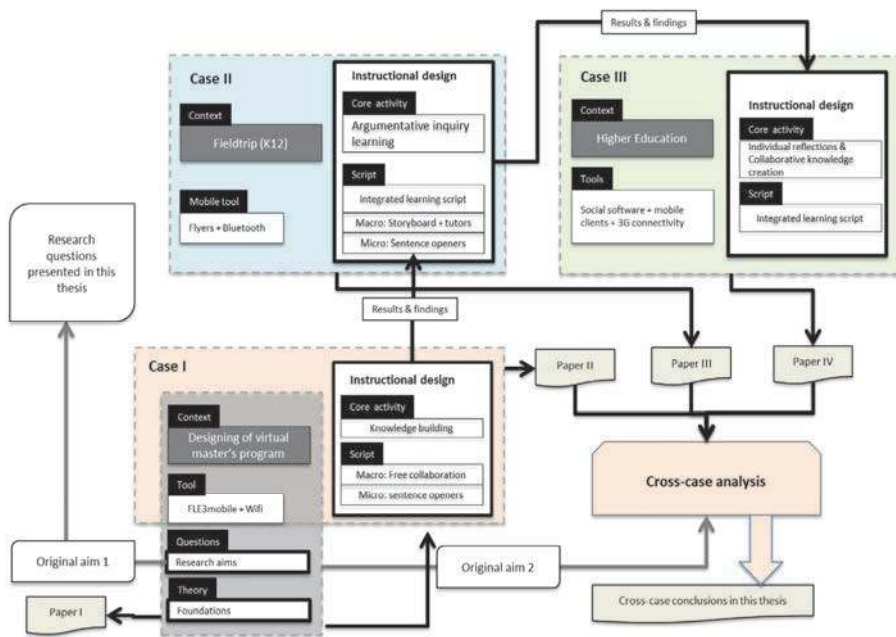 Results & findings
Case II
Context
Fieldtrip (K12)
Mobile tool
Flyers + Bluetooth
Instructional design
Core activity
Argumentative inquiry
learning
Script
Integrated learning script
Macro: Storyboard + tutors
Micro: Sentence openers
Case III
Context
Higher Education
Tools
Social software + mobile
clients + 3G connectivity
Instructional design
Core activity
Individual reflections &
Collaborative knowledge
creation
Script
Integrated learning script
Research
questions
presented in this
thesis
Results & findings
Case I
Context
Designing of virtual
master's program
Tool
FLE3mobile + Wifi
Questions
Research aims
Theory
Foundations
Instructional design
Core activity
Knowledge building
Script
Macro: Free collaboration
Micro: sentence openers
Paper II
Paper III
Paper IV
Cross-case analysis
Original aim 1
Original aim 2
Paper I
Cross-case conclusions in this thesis